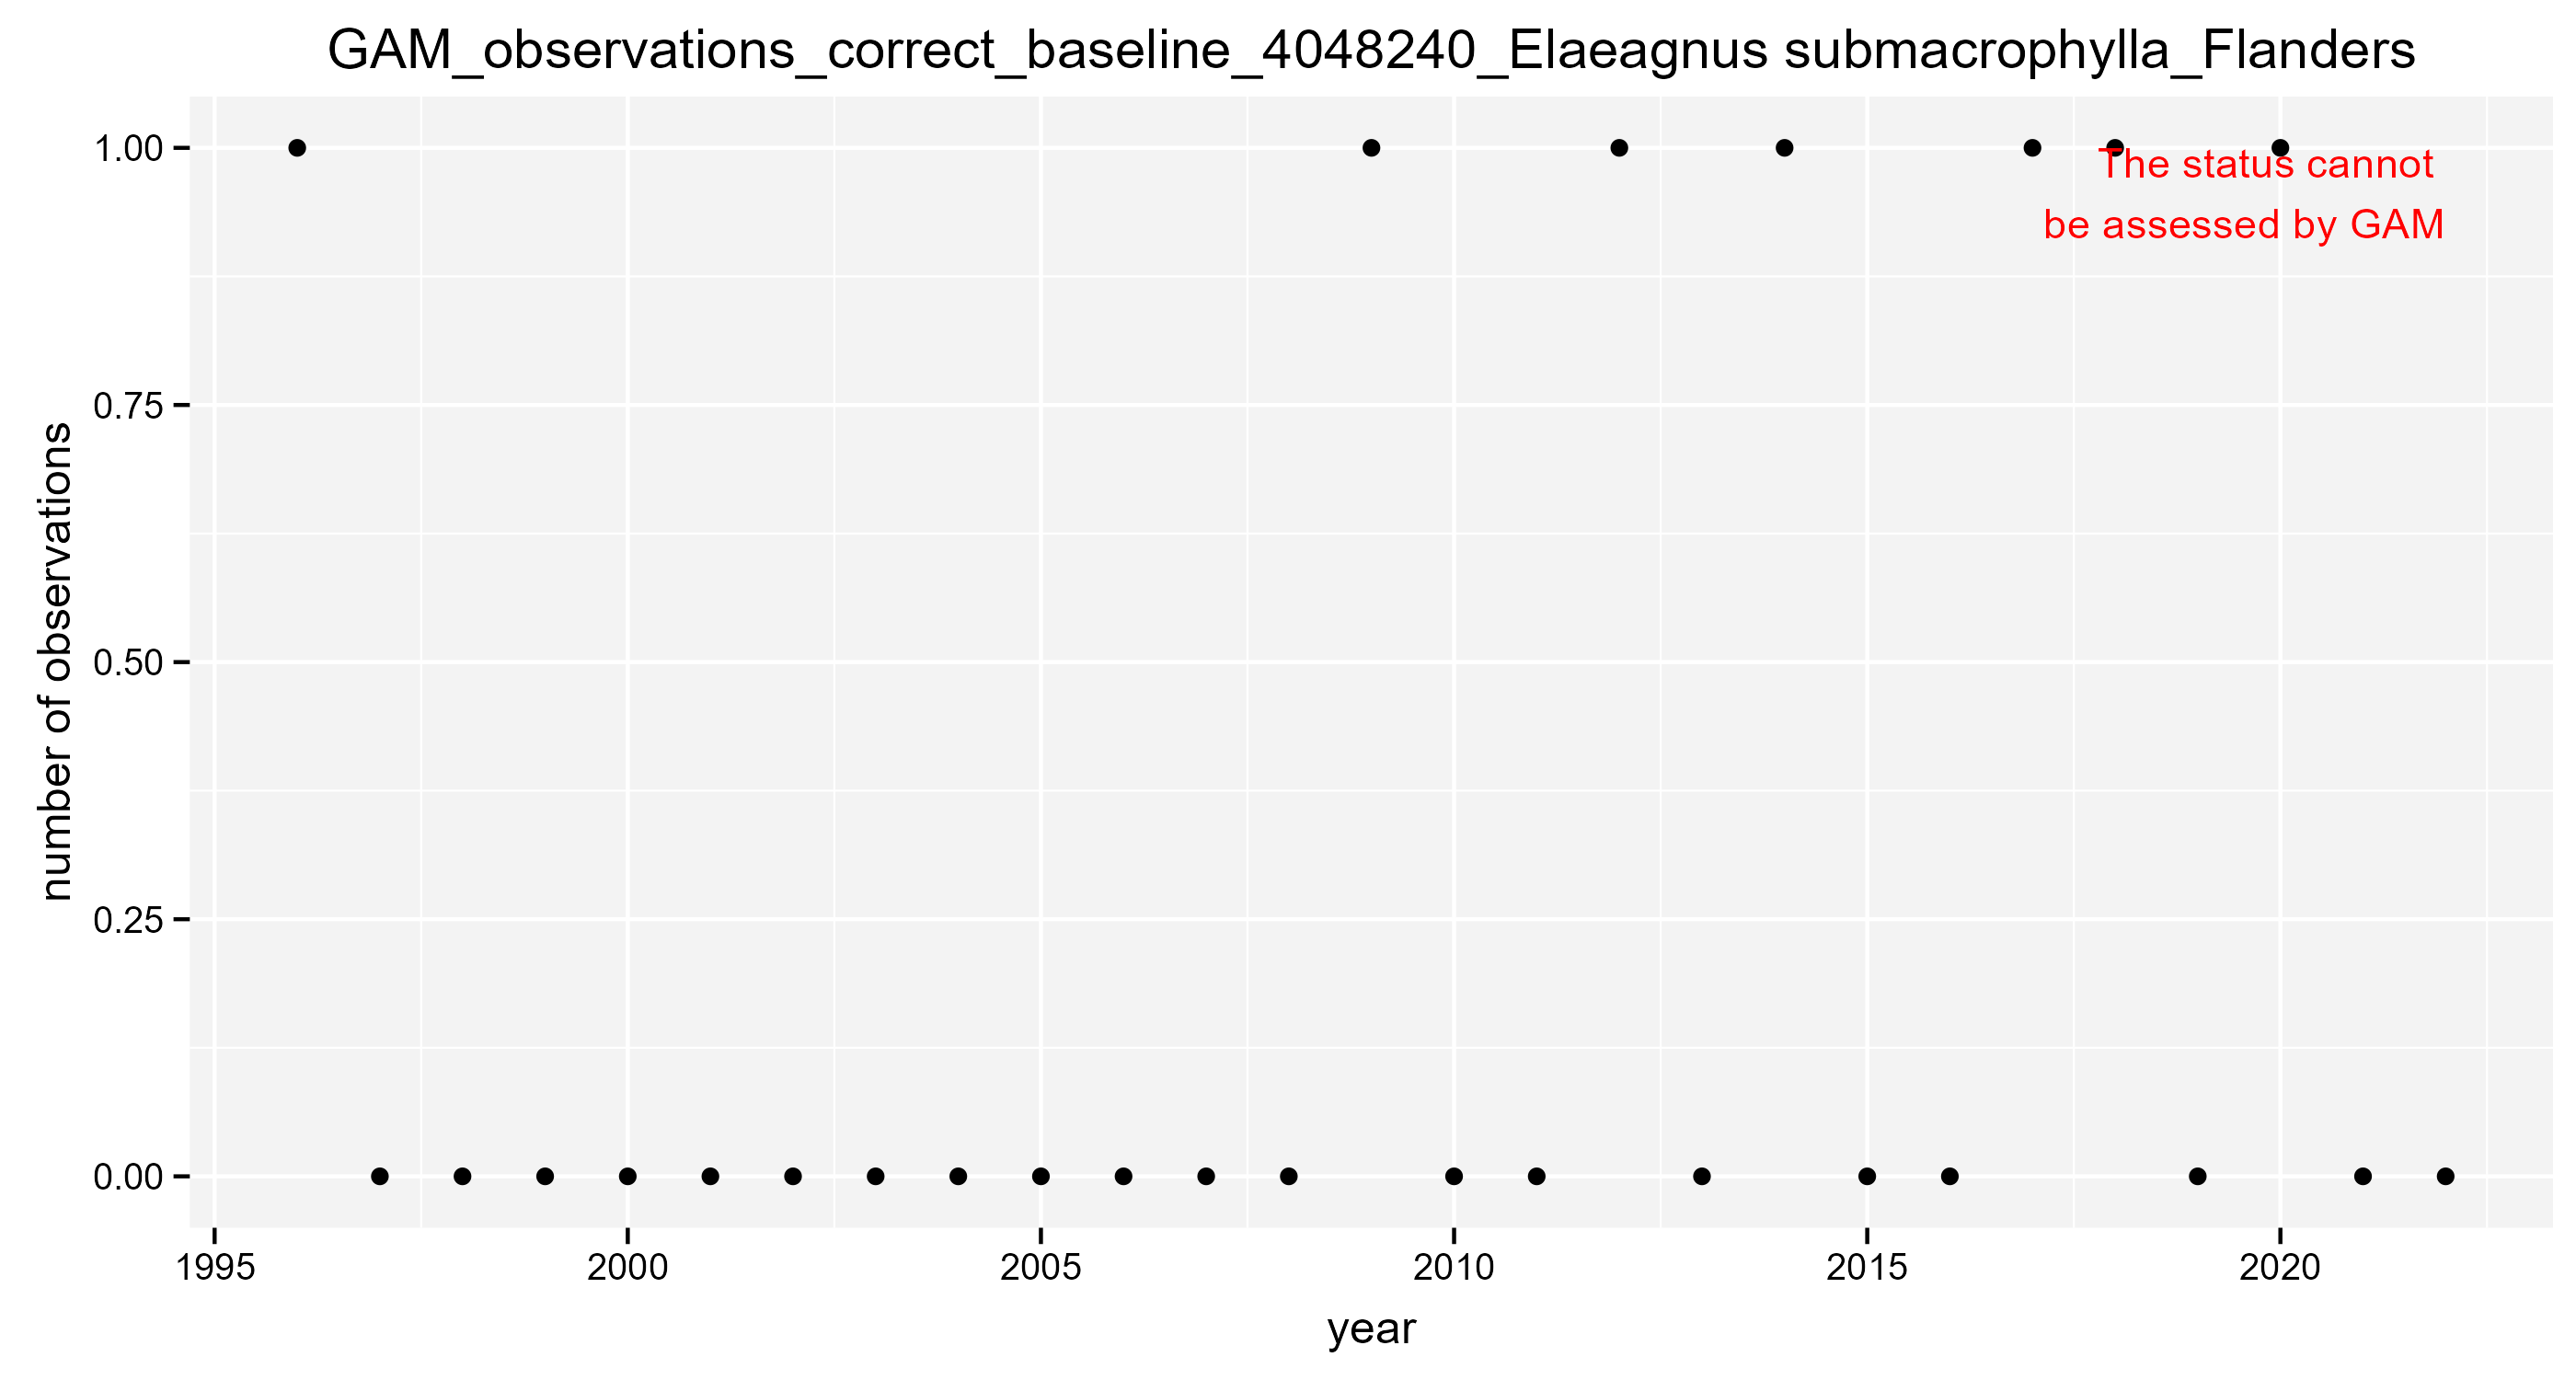 GAM_observations_correct_baseline_4048240_Elaeagnus submacrophylla_Flanders
1.00
The status cannot
be assessed by GAM
0.75
0.50
0.25
0.00
number of observations
1995 2000 2005 2010 2015 2020
year